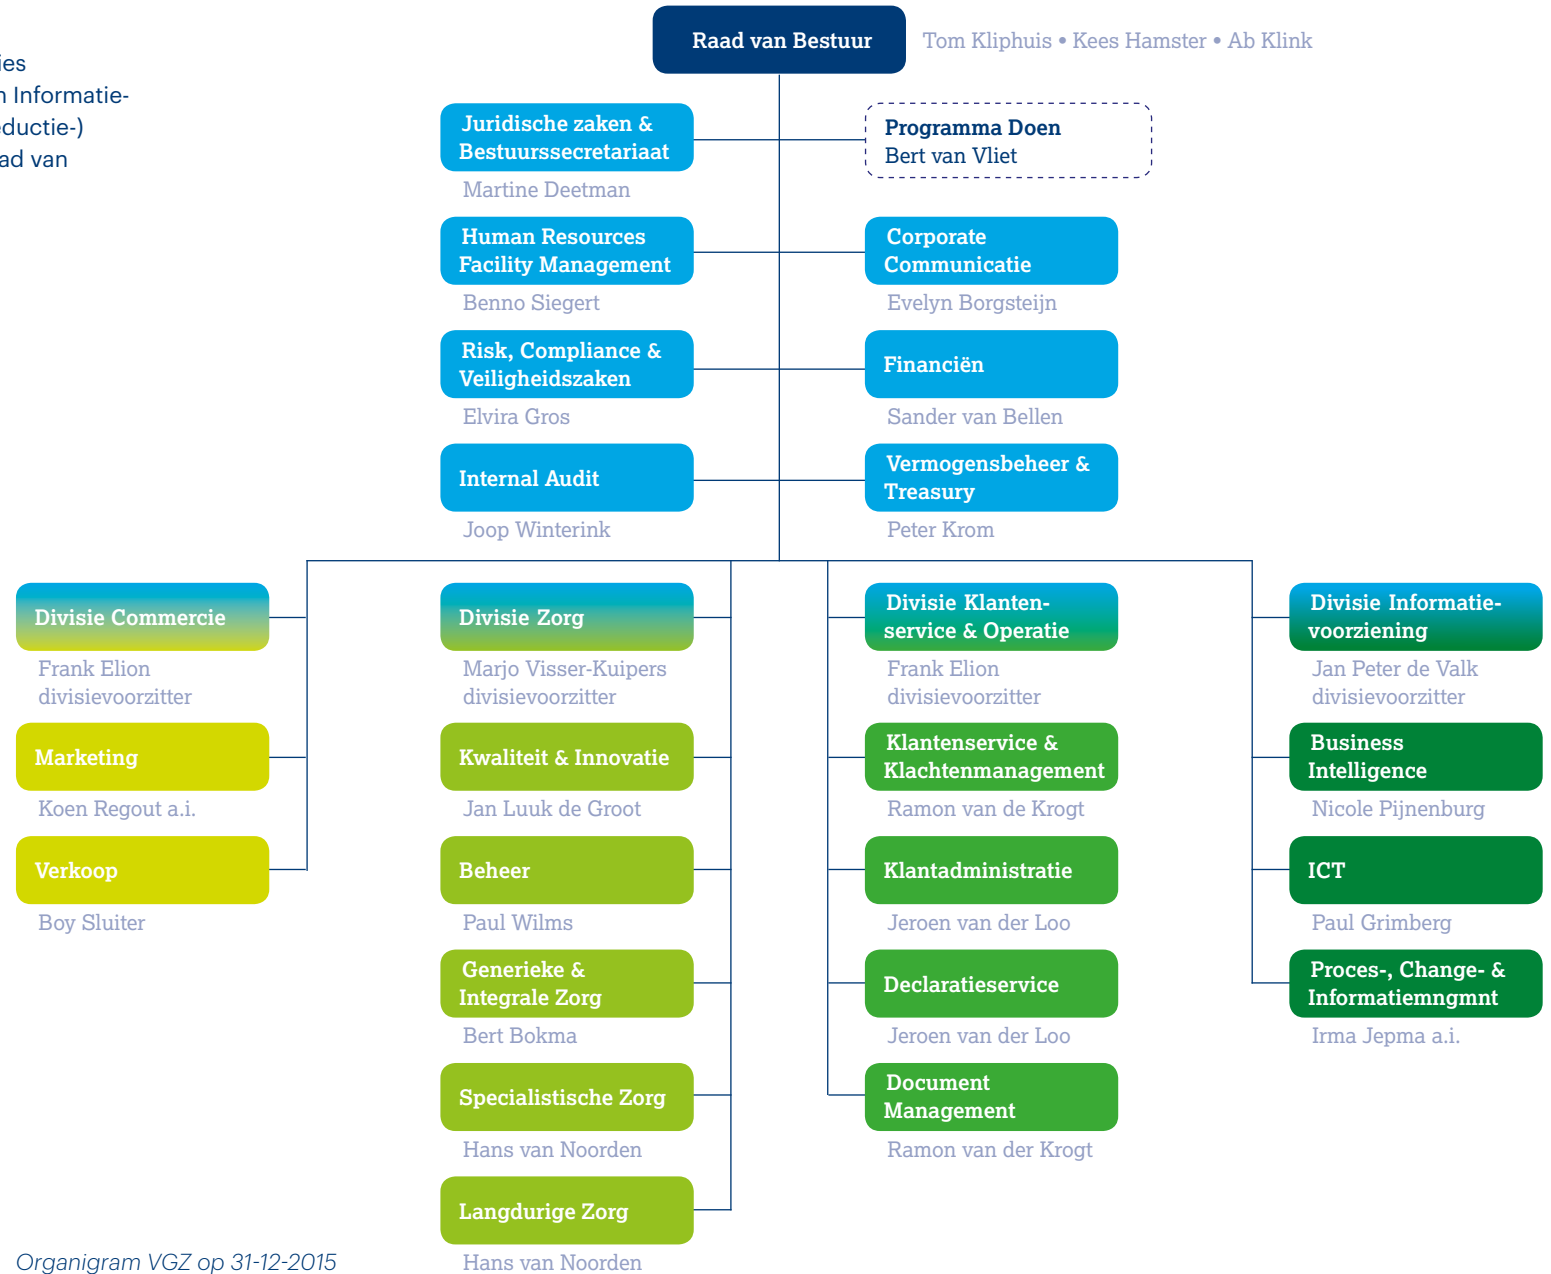 Raad van Bestuur
Tom Kliphuis • Kees Hamster • Ab Klink
Informatie-
van
Juridische zaken &
Bestuurssecretariaat
Martine Deetman
Programma Doen
Bert van Vliet
Human Resources
Facility Management
Benno Siegert
Corporate
Communicatie
Evelyn Borgsteijn
Risk, Compliance &
Veiligheidszaken
Elvira Gros
Financiën
Sander van Bellen
Internal Audit
Joop Winterink
Vermogensbeheer &
Treasury
Peter Krom
Divisie Commercie
Frank Elion
divisievoorzitter
Marketing
Koen Regout a.i.
Verkoop
Boy Sluiter
Divisie Zorg
Marjo Visser-Kuipers
divisievoorzitter
Kwaliteit & Innovatie
Jan Luuk de Groot
Beheer
Paul Wilms
Generieke &
Integrale Zorg
Bert Bokma
Specialistische Zorg
Hans van Noorden
Langdurige Zorg
Hans van Noorden
Divisie Klanten-
service & Operatie
Frank Elion
divisievoorzitter
Klantenservice &
Klachtenmanagement
Ramon van de Krogt
Klantadministratie
Jeroen van der Loo
Declaratieservice
Jeroen van der Loo
Document
Management
Ramon van der Krogt
Divisie Informatie-
voorziening
Jan Peter de Valk
divisievoorzitter
Business
Intelligence
Nicole Pijnenburg
ICT
Paul Grimberg
Proces-, Change- &
Informatiemngmnt
Irma Jepma a.i.
Organigram VGZ op 31-12-2015